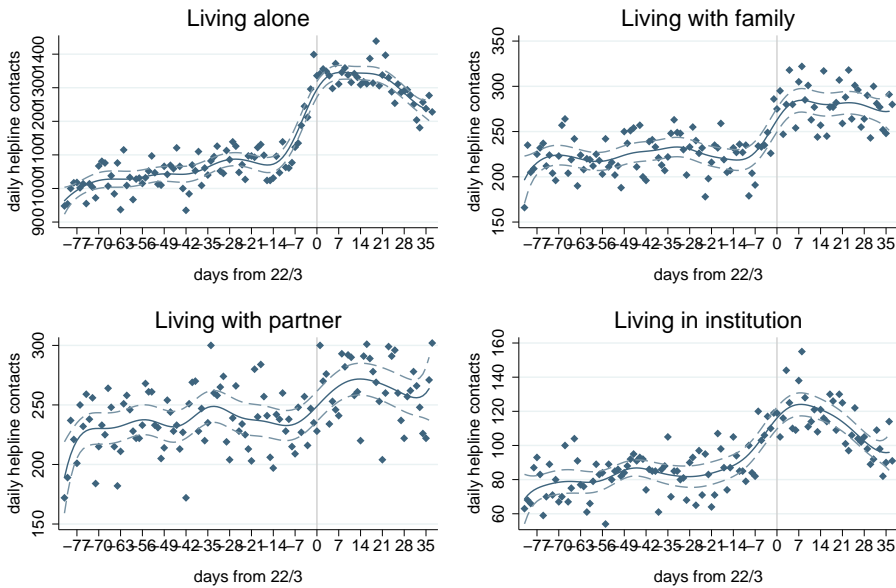 Living alone
daily helpline contacts
900 1000 1100 1200 1300 1400
−77 −70 −63 −56 −49 −42 −35 −28 −21 −14 −7 0 7 14 21 28 35
days from 22/3
Living with family
daily helpline contacts
150 200 250 300 350
−77 −70 −63 −56 −49 −42 −35 −28 −21 −14 −7 0 7 14 21 28 35
days from 22/3
Living with partner
daily helpline contacts
150 200 250 300
−77 −70 −63 −56 −49 −42 −35 −28 −21 −14 −7 0 7 14 21 28 35
days from 22/3
Living in institution
daily helpline contacts
60 80 100 120 140 160
−77 −70 −63 −56 −49 −42 −35 −28 −21 −14 −7 0 7 14 21 28 35
days from 22/3